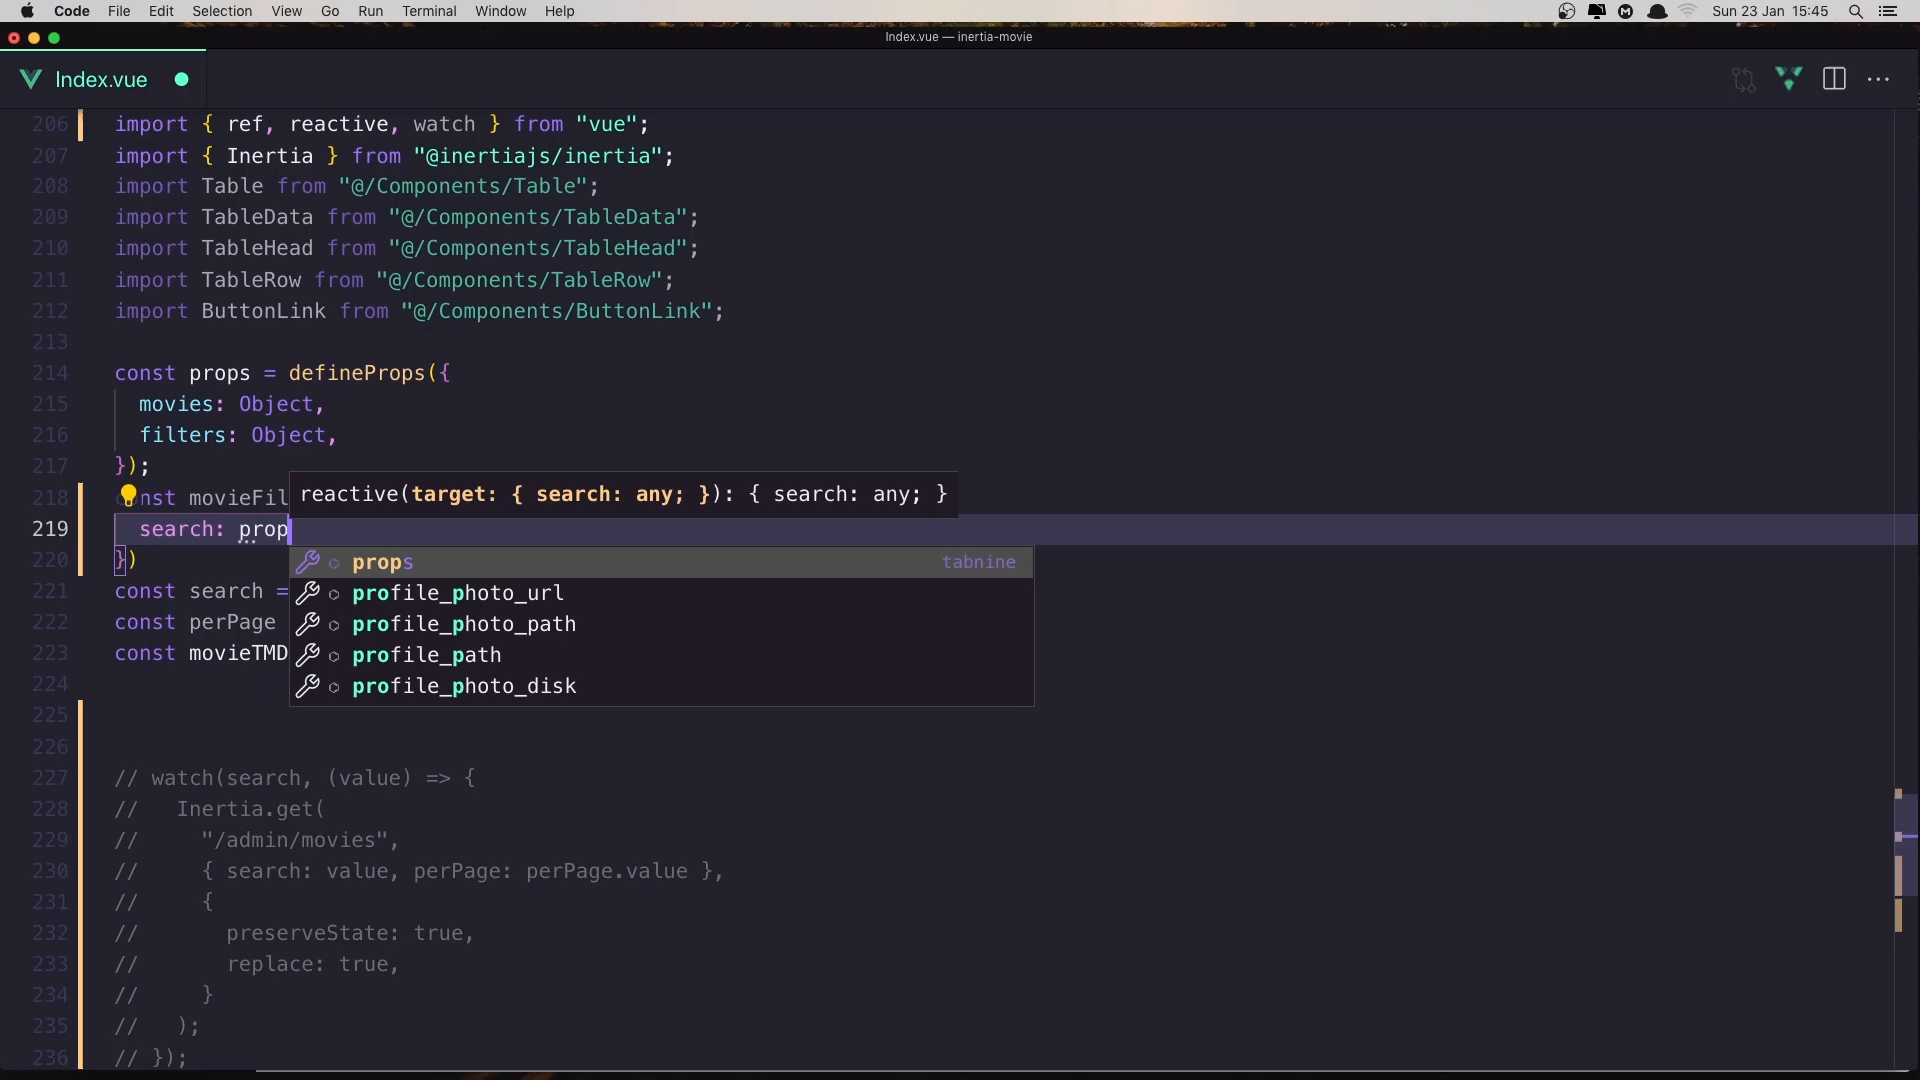 Code File Edit Selection View Go Run Terminal Window Help Sun 23 Jan 15:45
Index.vue — inertia-movie
Index.vue
206 import { ref, reactive, watch } from "vue";
207 import { Inertia } from "@inertiajs/inertia";
208 import Table from "@/Components/Table";
209 import TableData from "@/Components/TableData";
210 import TableHead from "@/Components/TableHead";
211 import TableRow from "@/Components/TableRow";
212 import ButtonLink from "@/Components/ButtonLink";
213
214 const props = defineProps({
215 movies: Object,
216 filters: Object,
217 });
218 const movieFil
reactive(target: { search: any; }): { search: any; }
219 search: prop
220 })
props tabnine
221 const search =
profile_photo_url
222 const perPage
profile_photo_path
223 const movieTMD
profile_path
224
profile_photo_disk
225
226
227 // watch(search, (value) => {
228 // Inertia.get(
229 // "/admin/movies",
230 // { search: value, perPage: perPage.value },
231 // {
232 // preserveState: true,
233 // replace: true,
234 // }
235 // );
236 // });